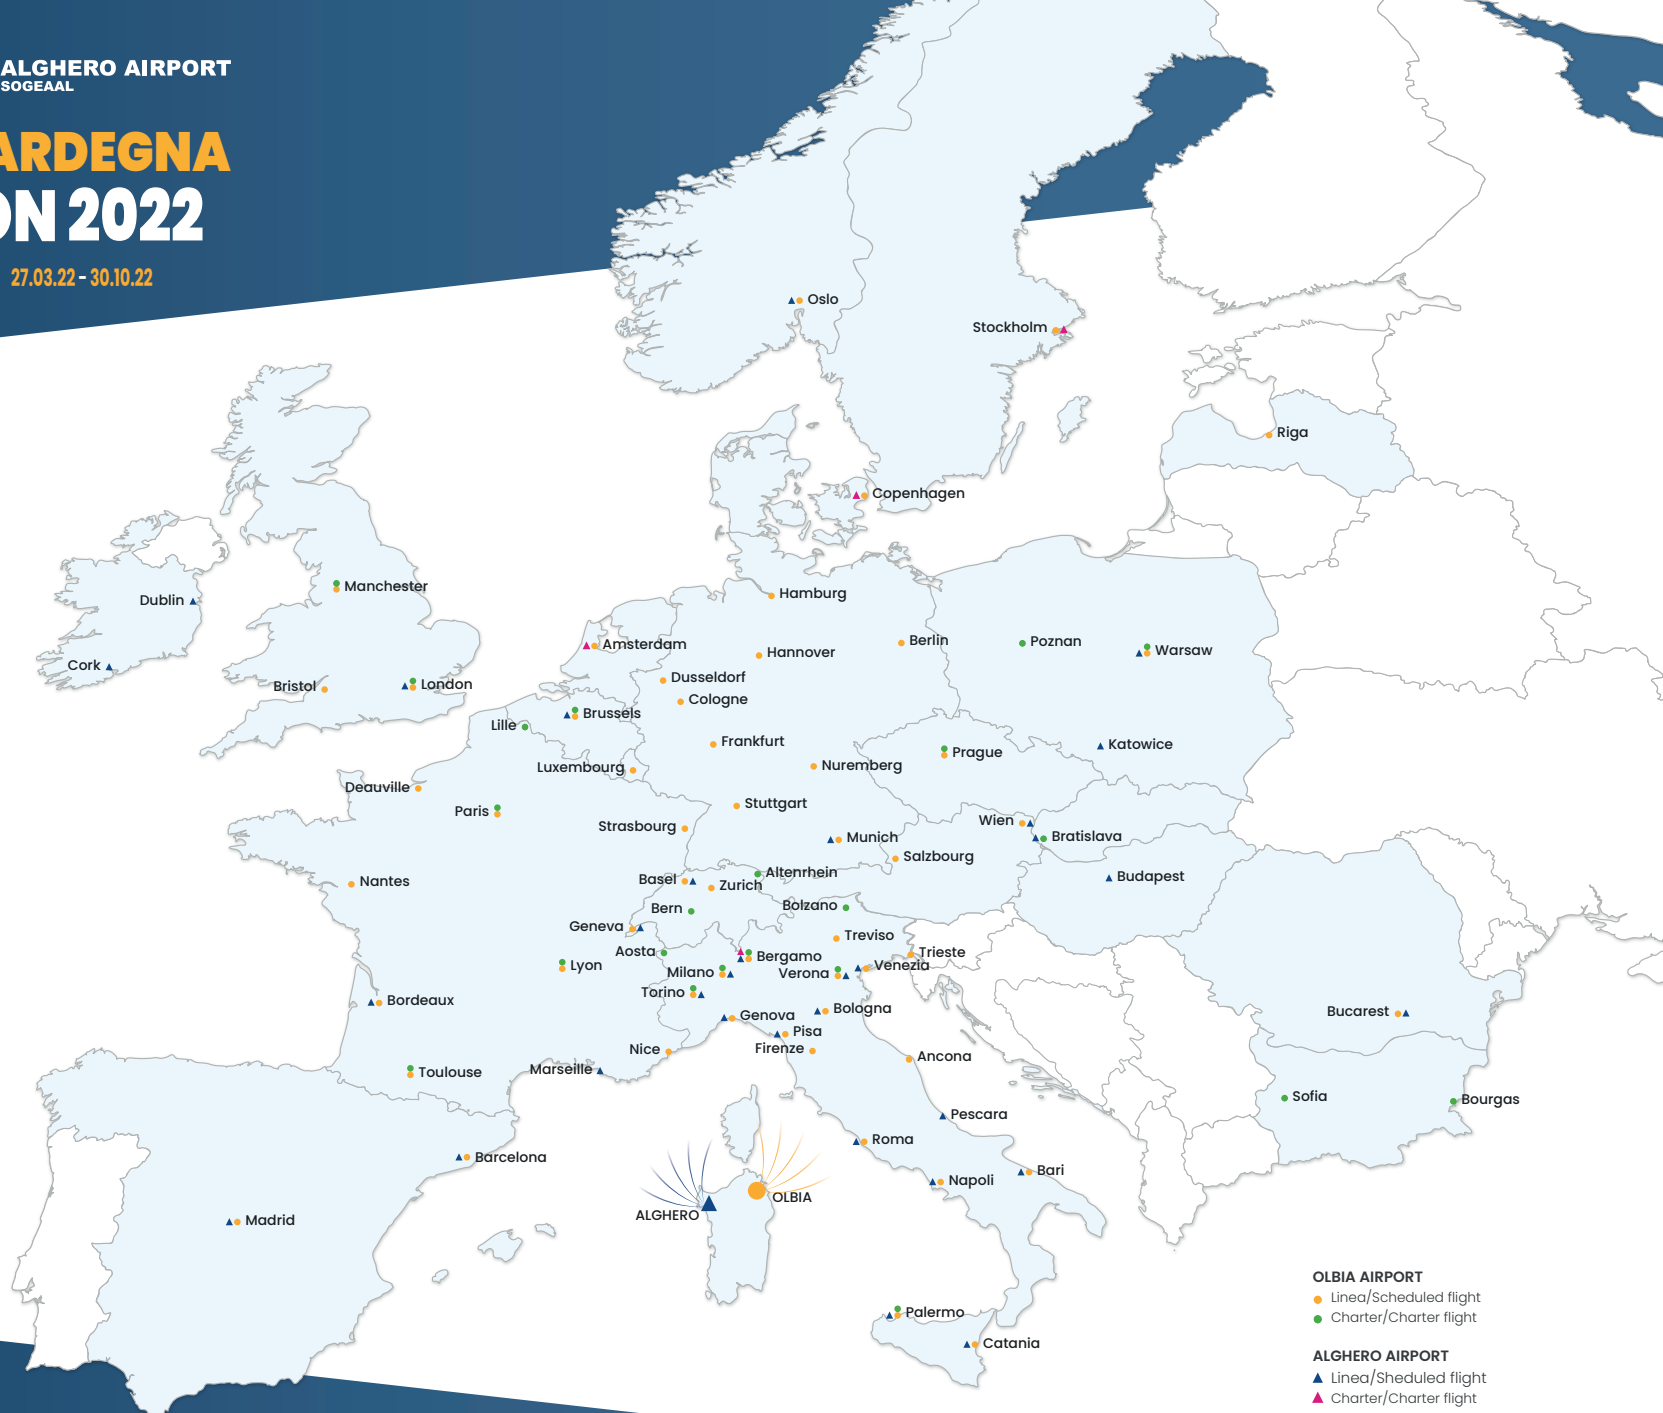 ALGHERO AIRPORT
SOGEAAL
ARDEGNA
ON 2022
27.03.22 - 30.10.22
Oslo
Stockholm
Riga
Copenhagen
Manchester
Dublin
Hamburg
Berlin
Poznan
Amsterdam
Hannover
Warsaw
Cork
Bristol
London
Dusseldorf
Cologne
Brussels
Lille
Frankfurt
Katowice
Prague
Luxembourg
Nuremberg
Deauville
Paris
Stuttgart
Strasbourg
Wien
Munich
Bratislava
Salzbourg
Altenrhein
Budapest
Nantes
Basel
Zurich
Bern
Bolzano
Geneva
Treviso
Aosta
Bergamo
Trieste
Lyon
Milano
Verona
Venezia
Torino
Bordeaux
Bologna
Genova
Bucarest
Pisa
Nice
Firenze
Ancona
Marseille
Toulouse
Sofia
Bourgas
Pescara
Roma
Barcelona
Bari
Napoli
OLBIA
ALGHERO
Madrid
Palermo
Catania
OLBIA AIRPORT
Linea/Scheduled flight
Charter/Charter flight
ALGHERO AIRPORT
Linea/Sheduled flight
Charter/Charter flight